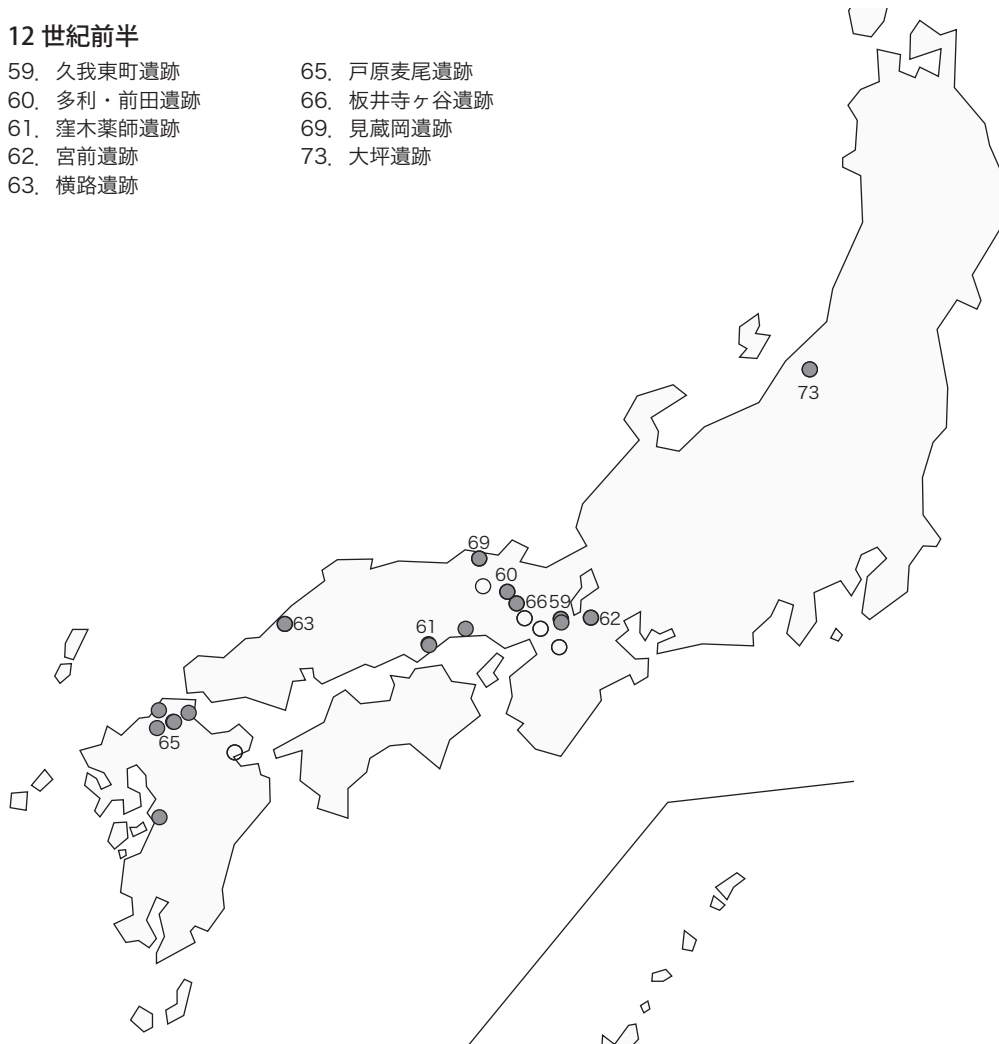 12 世紀前半
59．久我東町遺跡
60．多利・前田遺跡
61．窪木薬師遺跡
62．宮前遺跡
63．横路遺跡
65．戸原麦尾遺跡
66．板井寺ヶ谷遺跡
69．見蔵岡遺跡
73．大坪遺跡
73
69
60
66
59
62
63
61
65